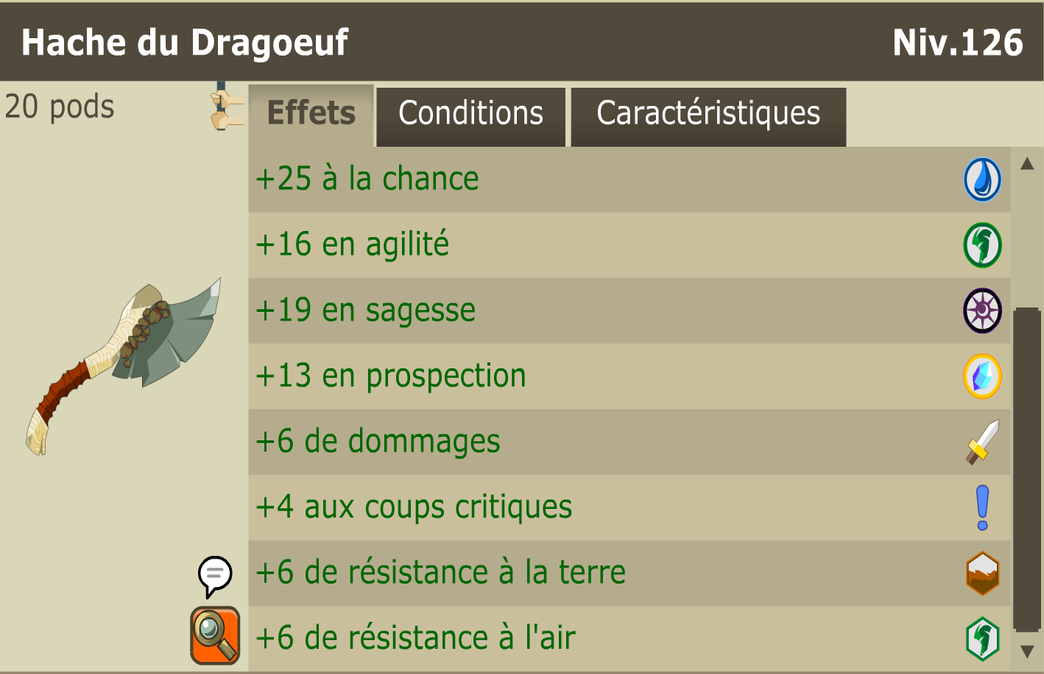 Hache du Dragoeuf Niv.126
20 pods
Effets Conditions Caractéristiques
+25 à la chance
+16 en agilité
+19 en sagesse
+13 en prospection
+6 de dommages
+4 aux coups critiques
+6 de résistance à la terre
+6 de résistance à l'air